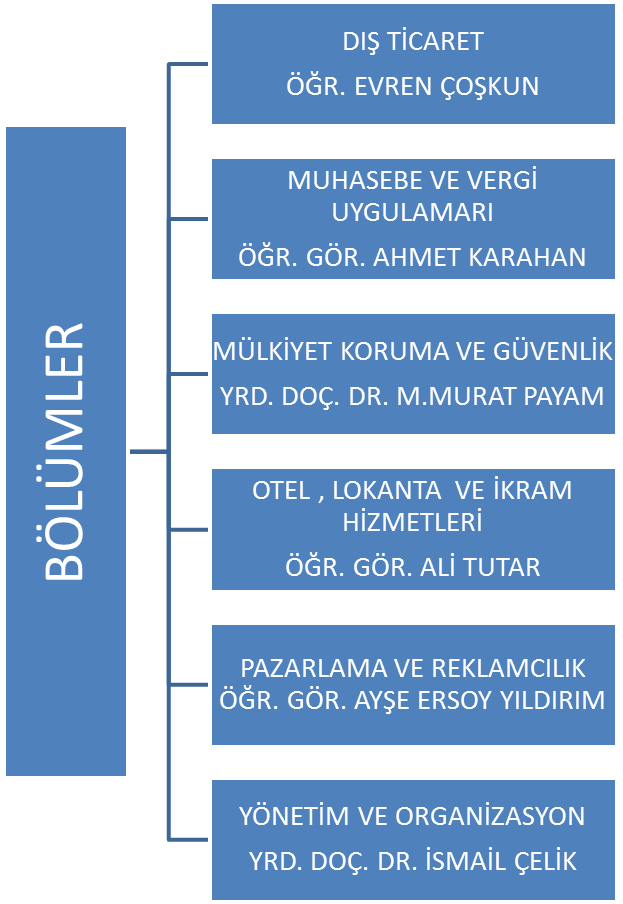 BÖLÜMLER
DIŞ TİCARET
ÖĞR. EVREN ÇOŞKUN
MUHASEBE VE VERGİ
UYGULAMARI
ÖĞR. GÖR. AHMET KARAHAN
MÜLKİYET KORUMA VE GÜVENLİK
YRD. DOÇ. DR. M.MURAT PAYAM
OTEL , LOKANTA  VE İKRAM
HİZMETLERİ
ÖĞR. GÖR. ALİ TUTAR
PAZARLAMA VE REKLAMCILIK
ÖĞR. GÖR. AYŞE ERSOY YILDIRIM
YÖNETİM VE ORGANİZASYON
YRD. DOÇ. DR. İSMAİL ÇELİK